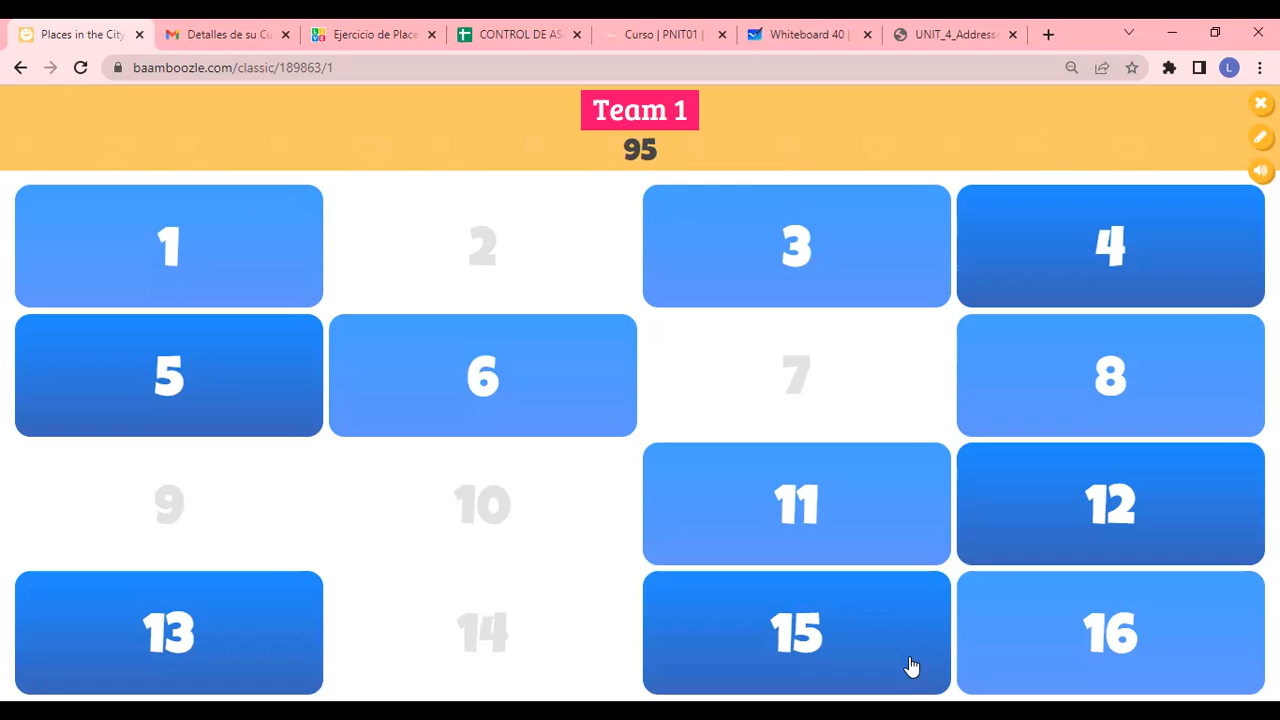 Places in the City
Detalles de su Cu
Ejercicio de Place
CONTROL DE AS
Curso | PNIT01 |
Whiteboard 40 |
UNIT_4_Addresse
baamboozle.com/classic/189863/1
L
Team 1
95
1
2
3
4
5
6
7
8
9
10
11
12
13
14
15
16